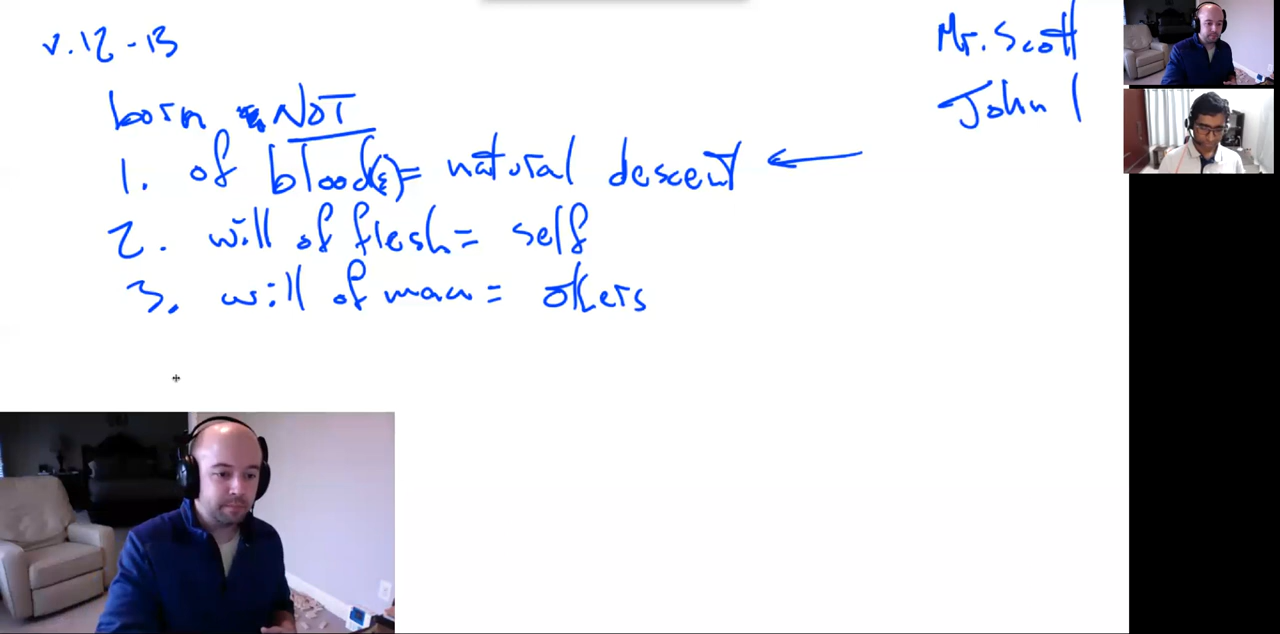 v. 12 - 13
Mr. Scott
John 1
born NOT
1. of blood(s) = natural descent ←
2. will of flesh = self
3. will of man = others